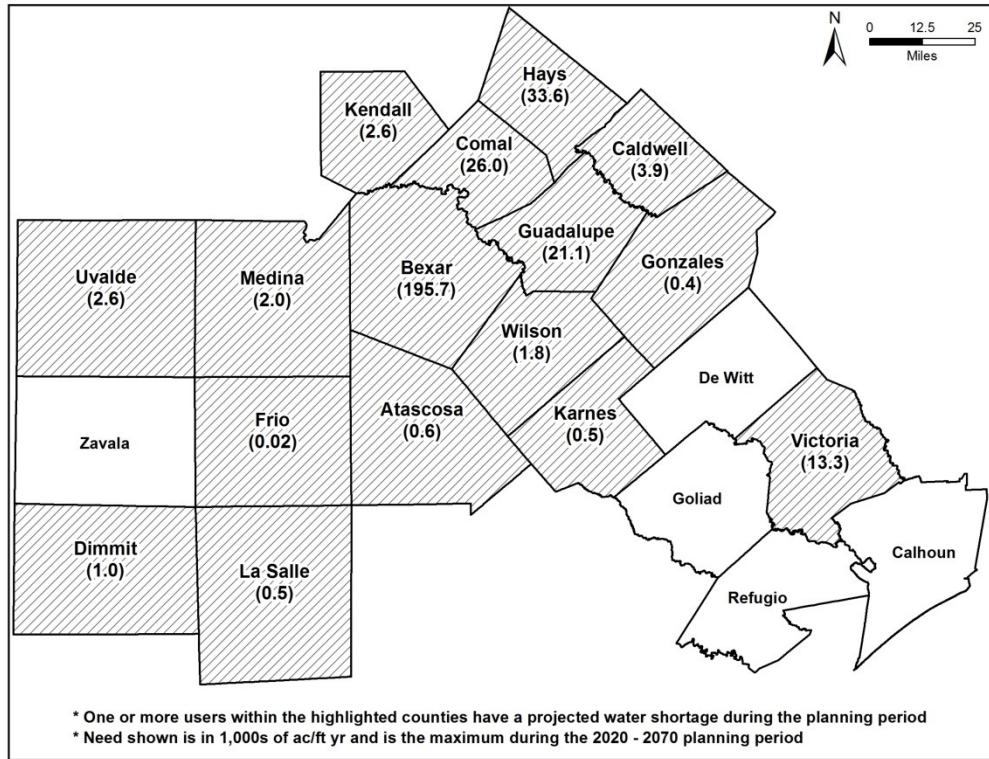 N
0 12.5 25
Miles
Hays
(33.6)
Kendall
(2.6)
Comal
(26.0)
Caldwell
(3.9)
Guadalupe
(21.1)
Gonzales
(0.4)
Uvalde
(2.6)
Medina
(2.0)
Bexar
(195.7)
Wilson
(1.8)
De Witt
Zavala
Frio
(0.02)
Atascosa
(0.6)
Karnes
(0.5)
Victoria
(13.3)
Goliad
Calhoun
Dimmit
(1.0)
La Salle
(0.5)
Refugio
* One or more users within the highlighted counties have a projected water shortage during the planning period
* Need shown is in 1,000s of ac/ft yr and is the maximum during the 2020 - 2070 planning period